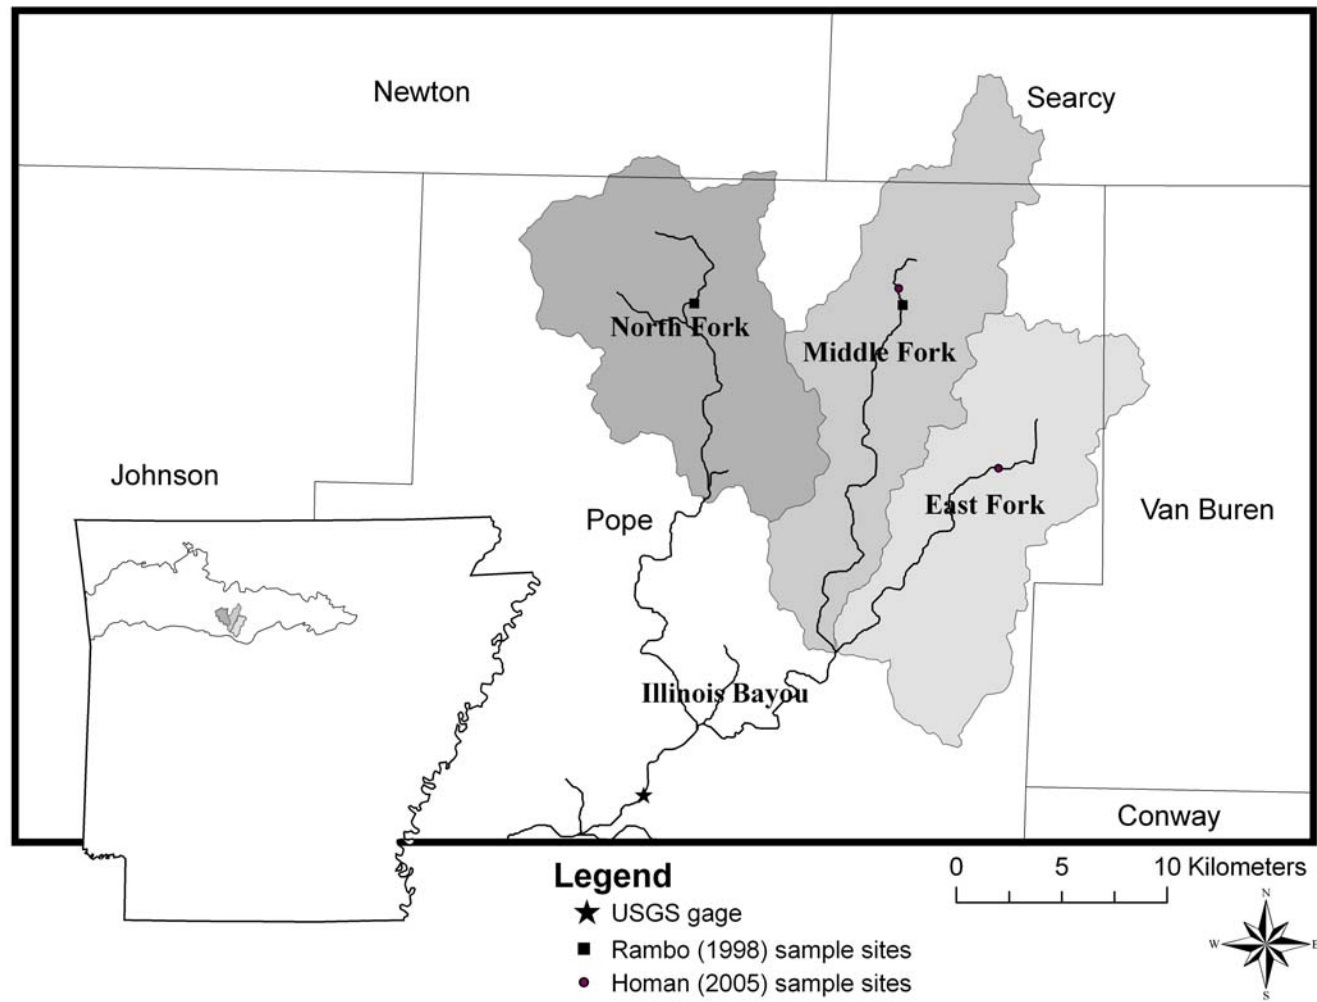 Newton
Searcy
North Fork
Middle Fork
Johnson
East Fork
Van Buren
Pope
Illinois Bayou
Conway
Legend
USGS gage
Rambo (1998) sample sites
Homan (2005) sample sites
0 5 10 Kilometers
N
W E
S